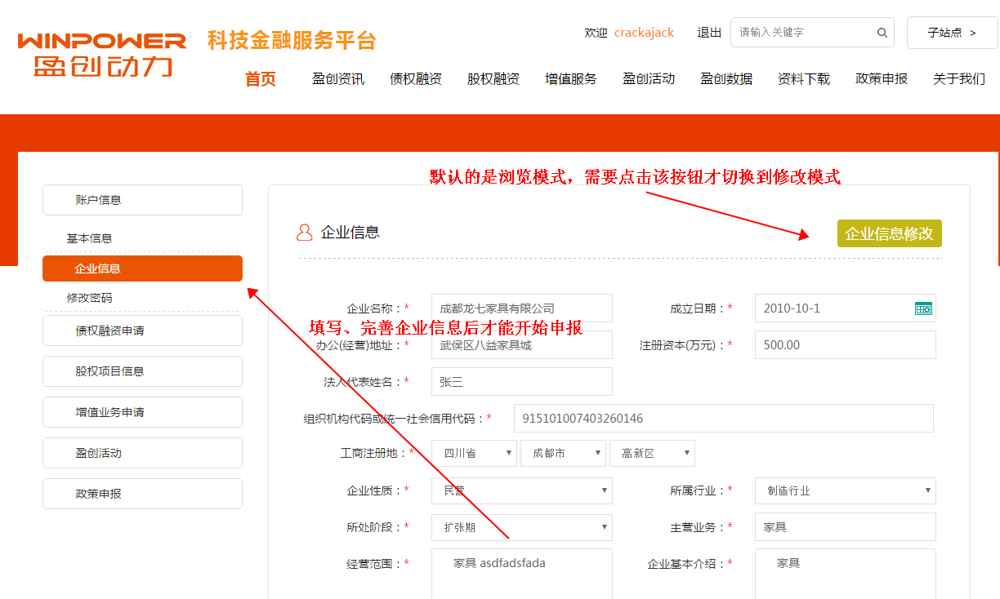 WINPOWER
盈创动力
科技金融服务平台
欢迎 crackajack 退出 请输入关键字 子站点 >
首页 盈创资讯 债权融资 股权融资 增值服务 盈创活动 盈创数据 资料下载 政策申报 关于我们
默认的是浏览模式，需要点击该按钮才切换到修改模式
账户信息
基本信息
企业信息
修改密码
债权融资申请
股权项目信息
增值业务申请
盈创活动
政策申报
企业信息 企业信息修改
企业名称：* 成都龙七家具有限公司 成立日期：* 2010-10-1
填写、完善企业信息后才能开始申报
办公(经营)地址：* 武侯区八益家具城 注册资本(万元)：* 500.00
法人代表姓名：* 张三
组织机构代码或统一社会信用代码：* 915101007403260146
工商注册地：* 四川省 成都市 高新区
企业性质：* 民营 所属行业：* 制造行业
所处阶段：* 扩张期 主营业务：* 家具
经营范围：* 家具 asdfadsfada 企业基本介绍：* 家具